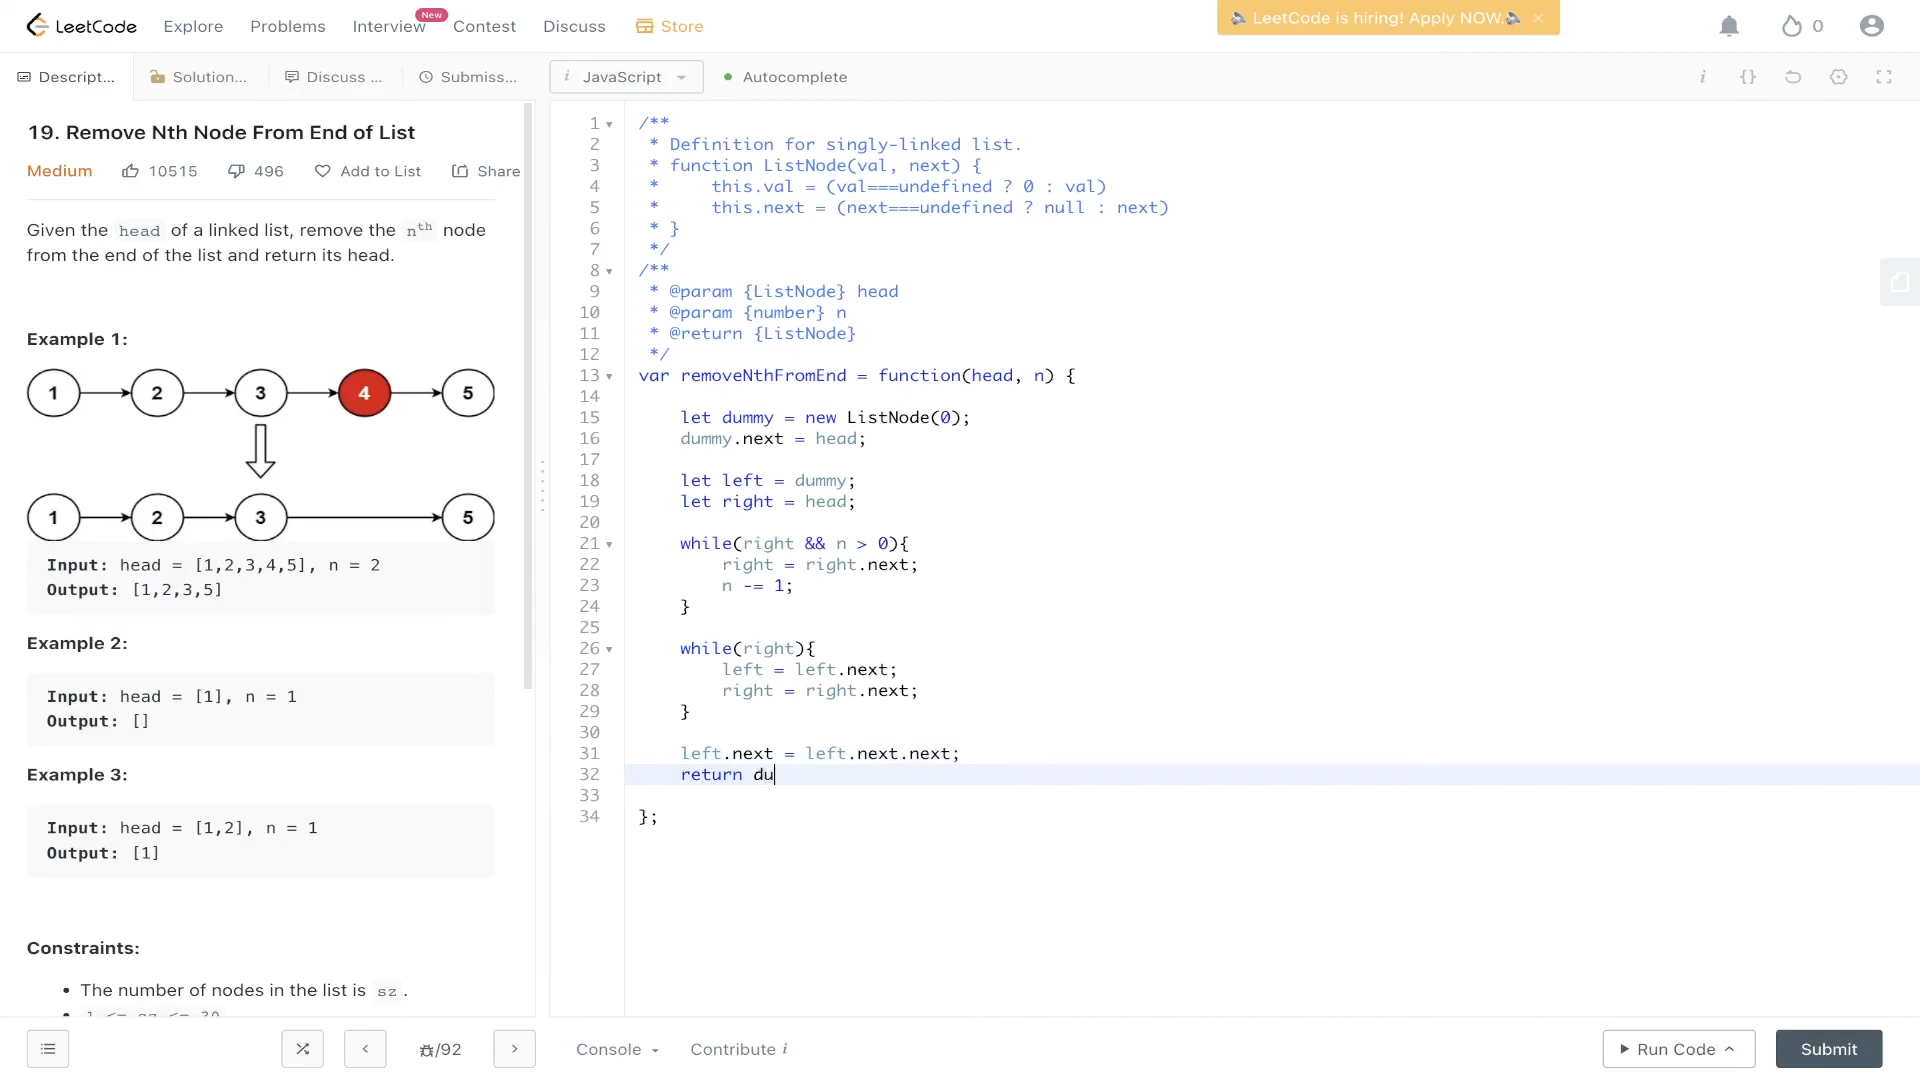 LeetCode
Explore
Problems
Interview
New
Contest
Discuss
Store
LeetCode is hiring! Apply NOW.
0
Descript...
Solution...
Discuss ...
Submiss...
i JavaScript
Autocomplete
i {}
19. Remove Nth Node From End of List
Medium 10515 496 Add to List Share
Given the head of a linked list, remove the nth node
from the end of the list and return its head.
Example 1:
1 2 3 4 5
1 2 3 5
Input: head = [1,2,3,4,5], n = 2
Output: [1,2,3,5]
Example 2:
Input: head = [1], n = 1
Output: []
Example 3:
Input: head = [1,2], n = 1
Output: [1]
Constraints:
• The number of nodes in the list is sz .
• 1 <= sz <= 30
1 /**
2 * Definition for singly-linked list.
3 * function ListNode(val, next) {
4 *     this.val = (val===undefined ? 0 : val)
5 *     this.next = (next===undefined ? null : next)
6 * }
7 */
8 /**
9 * @param {ListNode} head
10 * @param {number} n
11 * @return {ListNode}
12 */
13 var removeNthFromEnd = function(head, n) {
14
15     let dummy = new ListNode(0);
16     dummy.next = head;
17
18     let left = dummy;
19     let right = head;
20
21     while(right && n > 0){
22         right = right.next;
23         n -= 1;
24     }
25
26     while(right){
27         left = left.next;
28         right = right.next;
29     }
30
31     left.next = left.next.next;
32     return du
33
34 };
/92
Console
Contribute i
Run Code
Submit